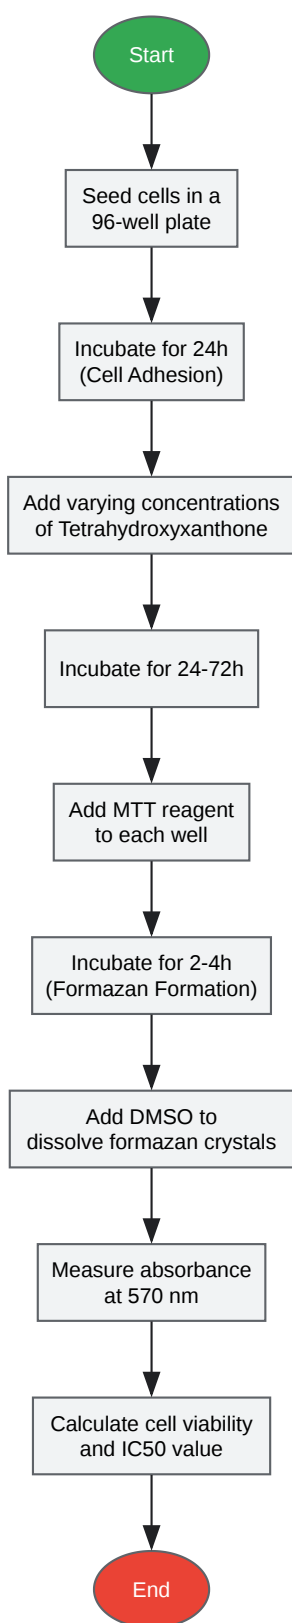 Start
Seed cells in a
96-well plate
Incubate for 24h
(Cell Adhesion)
Add varying concentrations
of Tetrahydroxyxanthone
Incubate for 24-72h
Add MTT reagent
to each well
Incubate for 2-4h
(Formazan Formation)
Add DMSO to
dissolve formazan crystals
Measure absorbance
at 570 nm
Calculate cell viability
and IC50 value
End